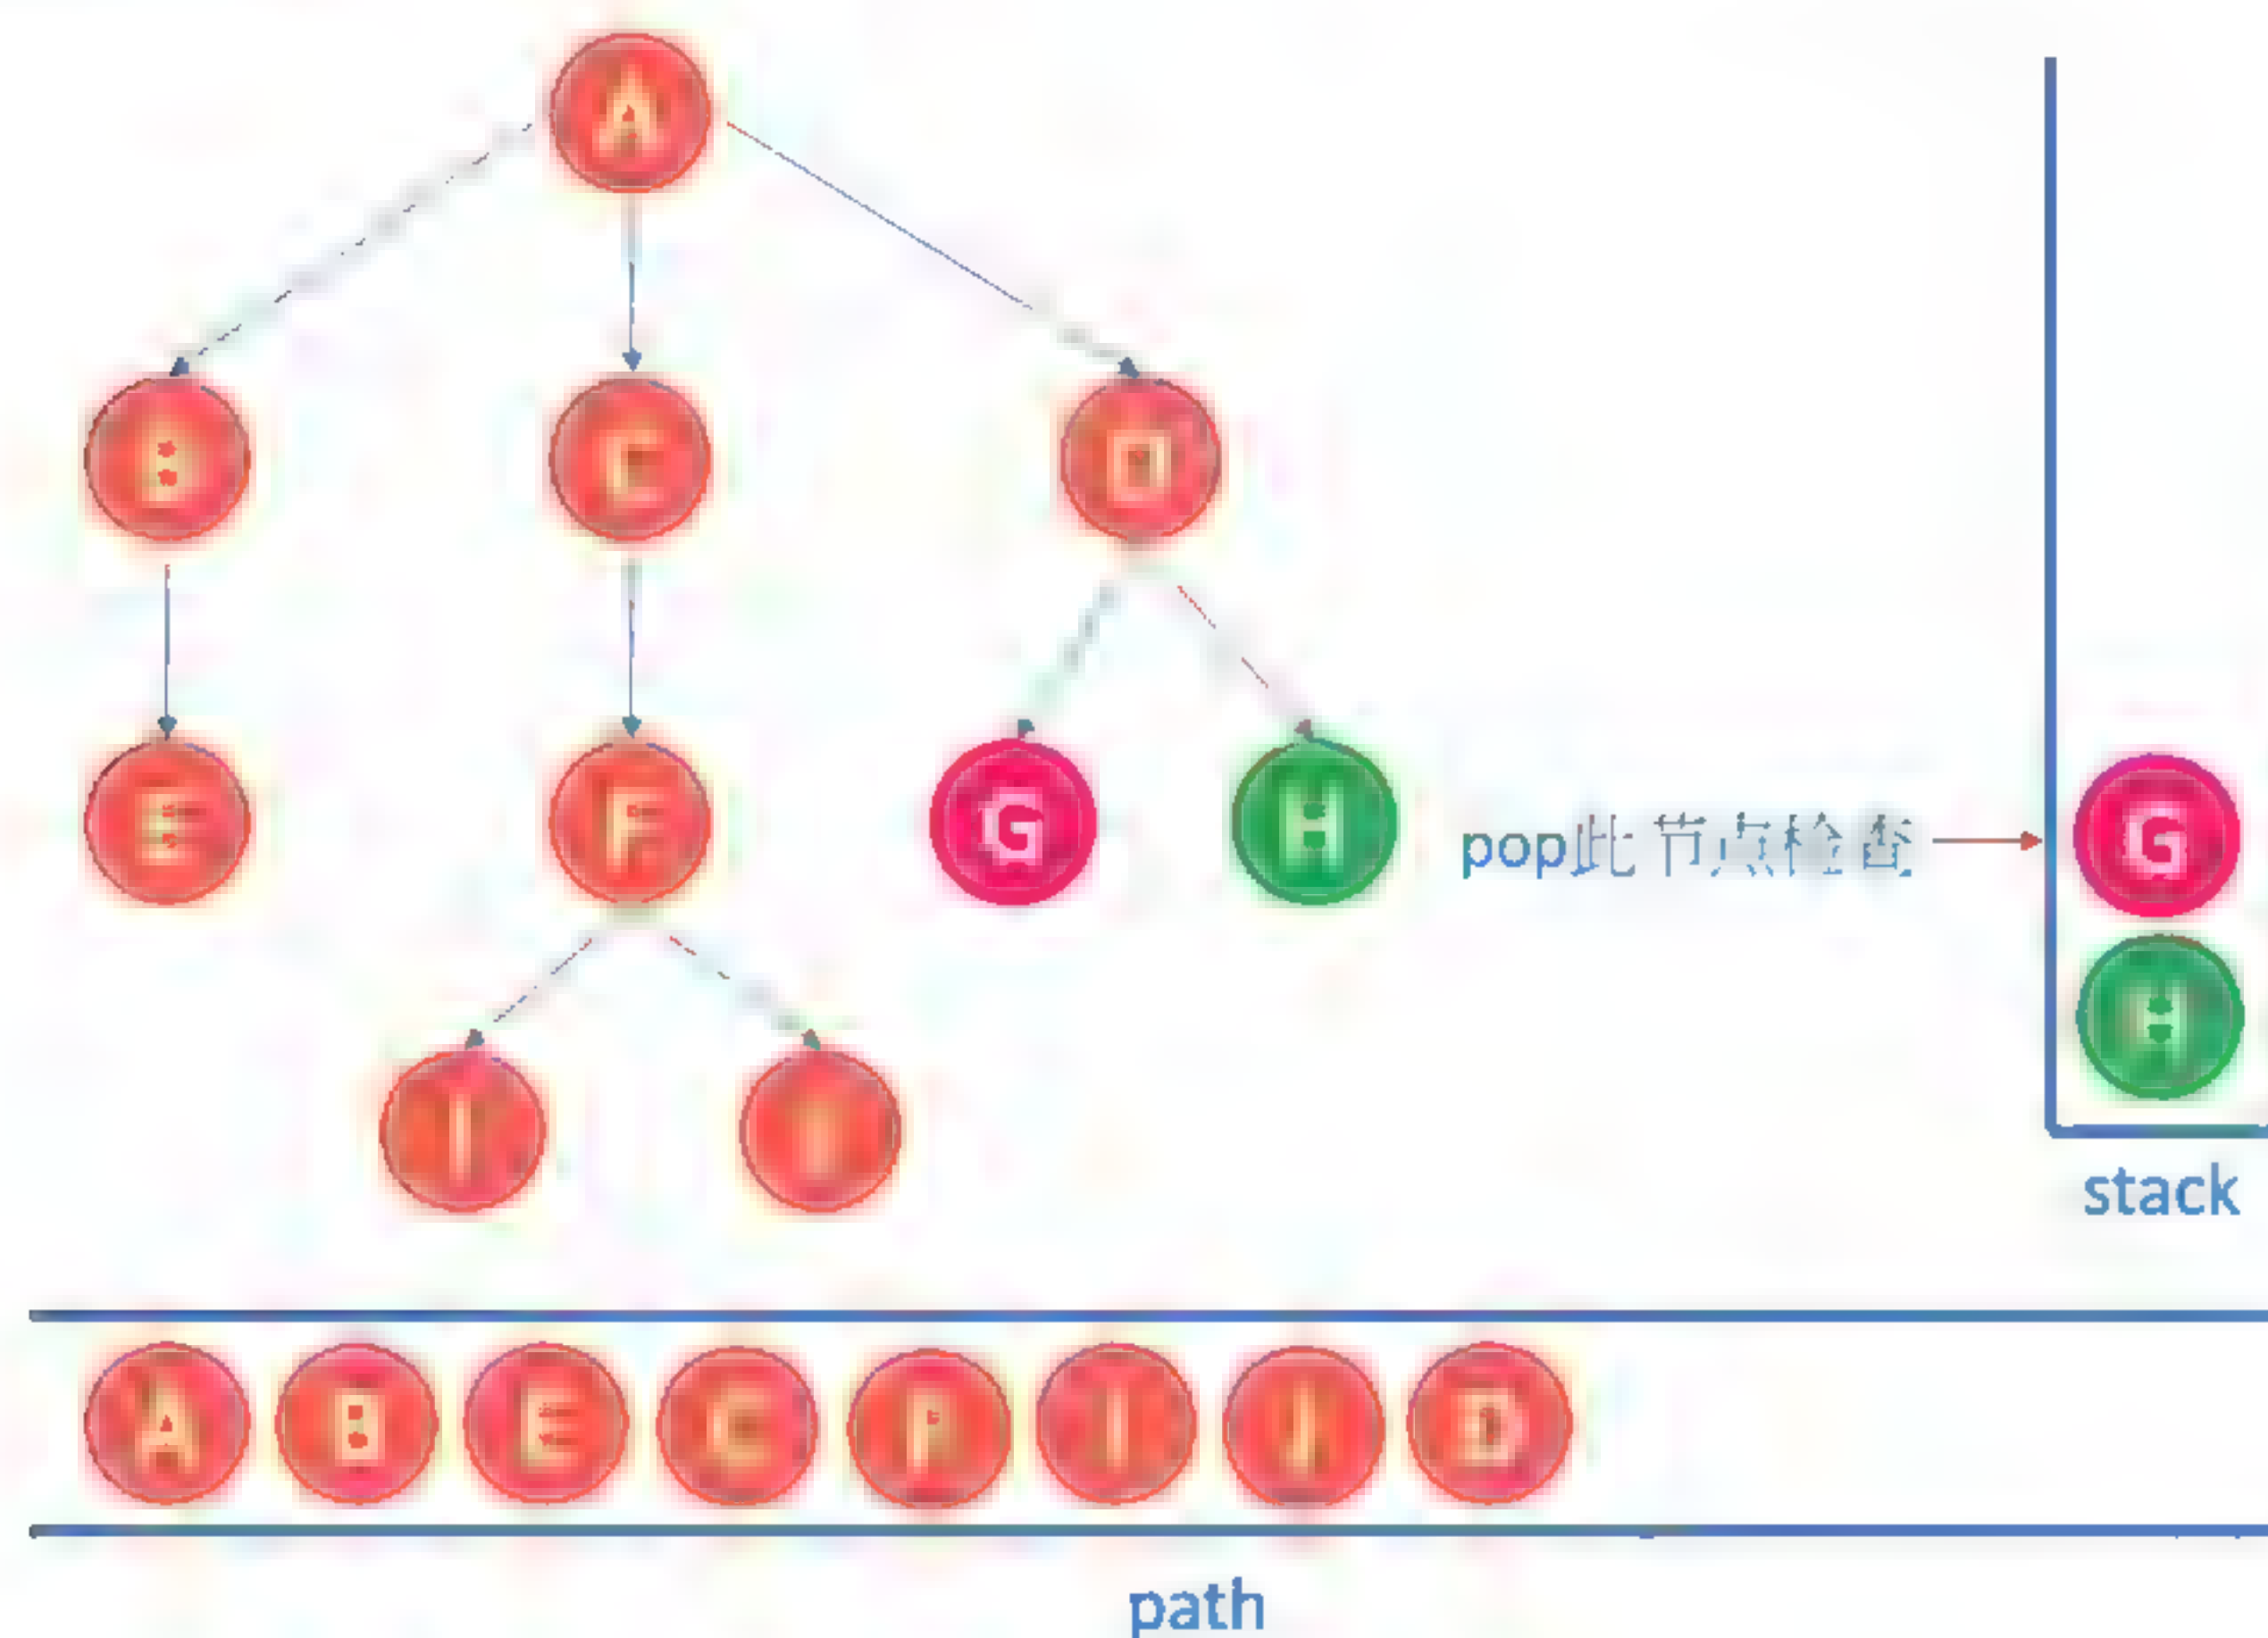 A
B C D
E F G H
pop此节点检查
G
H
I
stack
A B E C F I J D
path